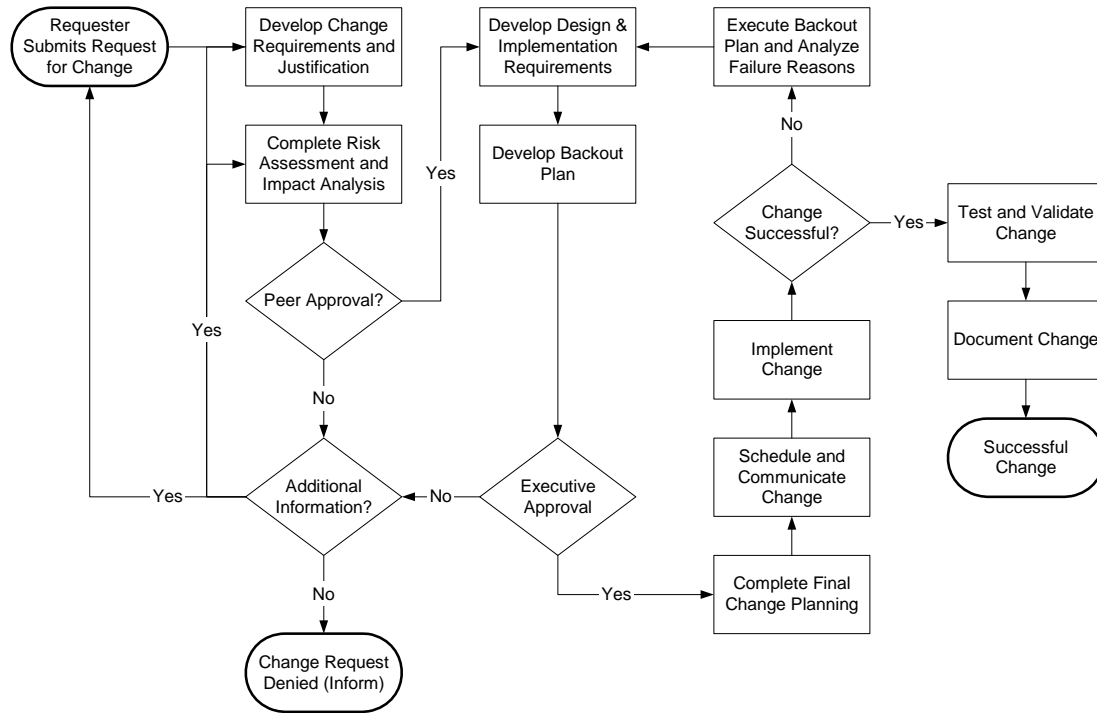 Requester
Submits Request
for Change
Develop Change
Requirements and
Justification
Develop Design &
Implementation
Requirements
Execute Backout
Plan and Analyze
Failure Reasons
Complete Risk
Assessment and
Impact Analysis
Yes
Develop Backout
Plan
No
Change
Successful?
Yes
Test and Validate
Change
Peer Approval?
Yes
Implement
Change
Document Change
No
Schedule and
Communicate
Change
Successful
Change
Yes
Additional
Information?
No
Executive
Approval
No
Yes
Complete Final
Change Planning
Change Request
Denied (Inform)